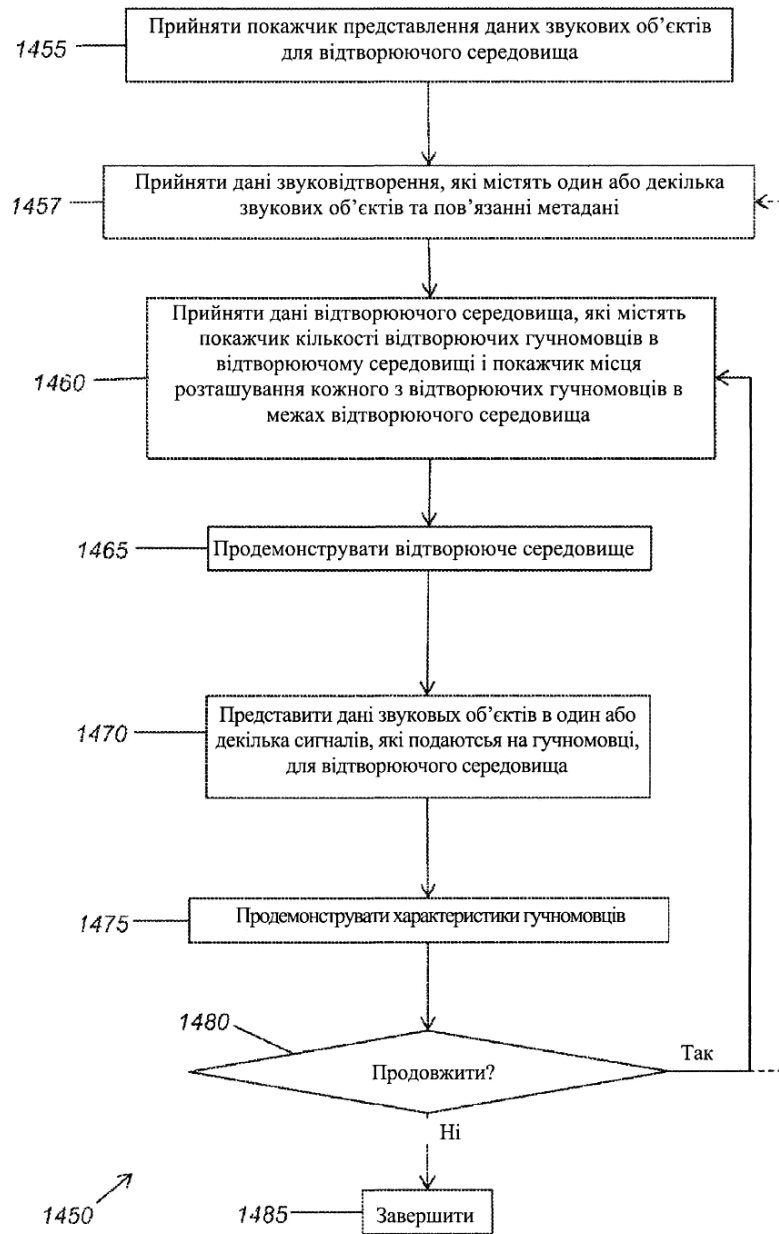 1455
Прийняти покажчик представлення даних звукових об’єктів
для відтворюючого середовища
1457
Прийняти дані звуковідтворення, які містять один або декілька
звукових об’єктів та пов’язанні метадані
1460
Прийняти дані відтворюючого середовища, які містять
покажчик кількості відтворюючих гучномовців в
відтворюючому середовищі і покажчик місця
розташування кожного з відтворюючих гучномовців в
межах відтворюючого середовища
1465
Продемонструвати відтворююче середовище
1470
Представити дані звуковых об’єктів в один або
декілька сигналів, які подаються на гучномовці,
для відтворюючого середовища
1475
Продемонструвати характеристики гучномовців
1480
Продовжити?
Так
Ні
1450
1485
Завершити